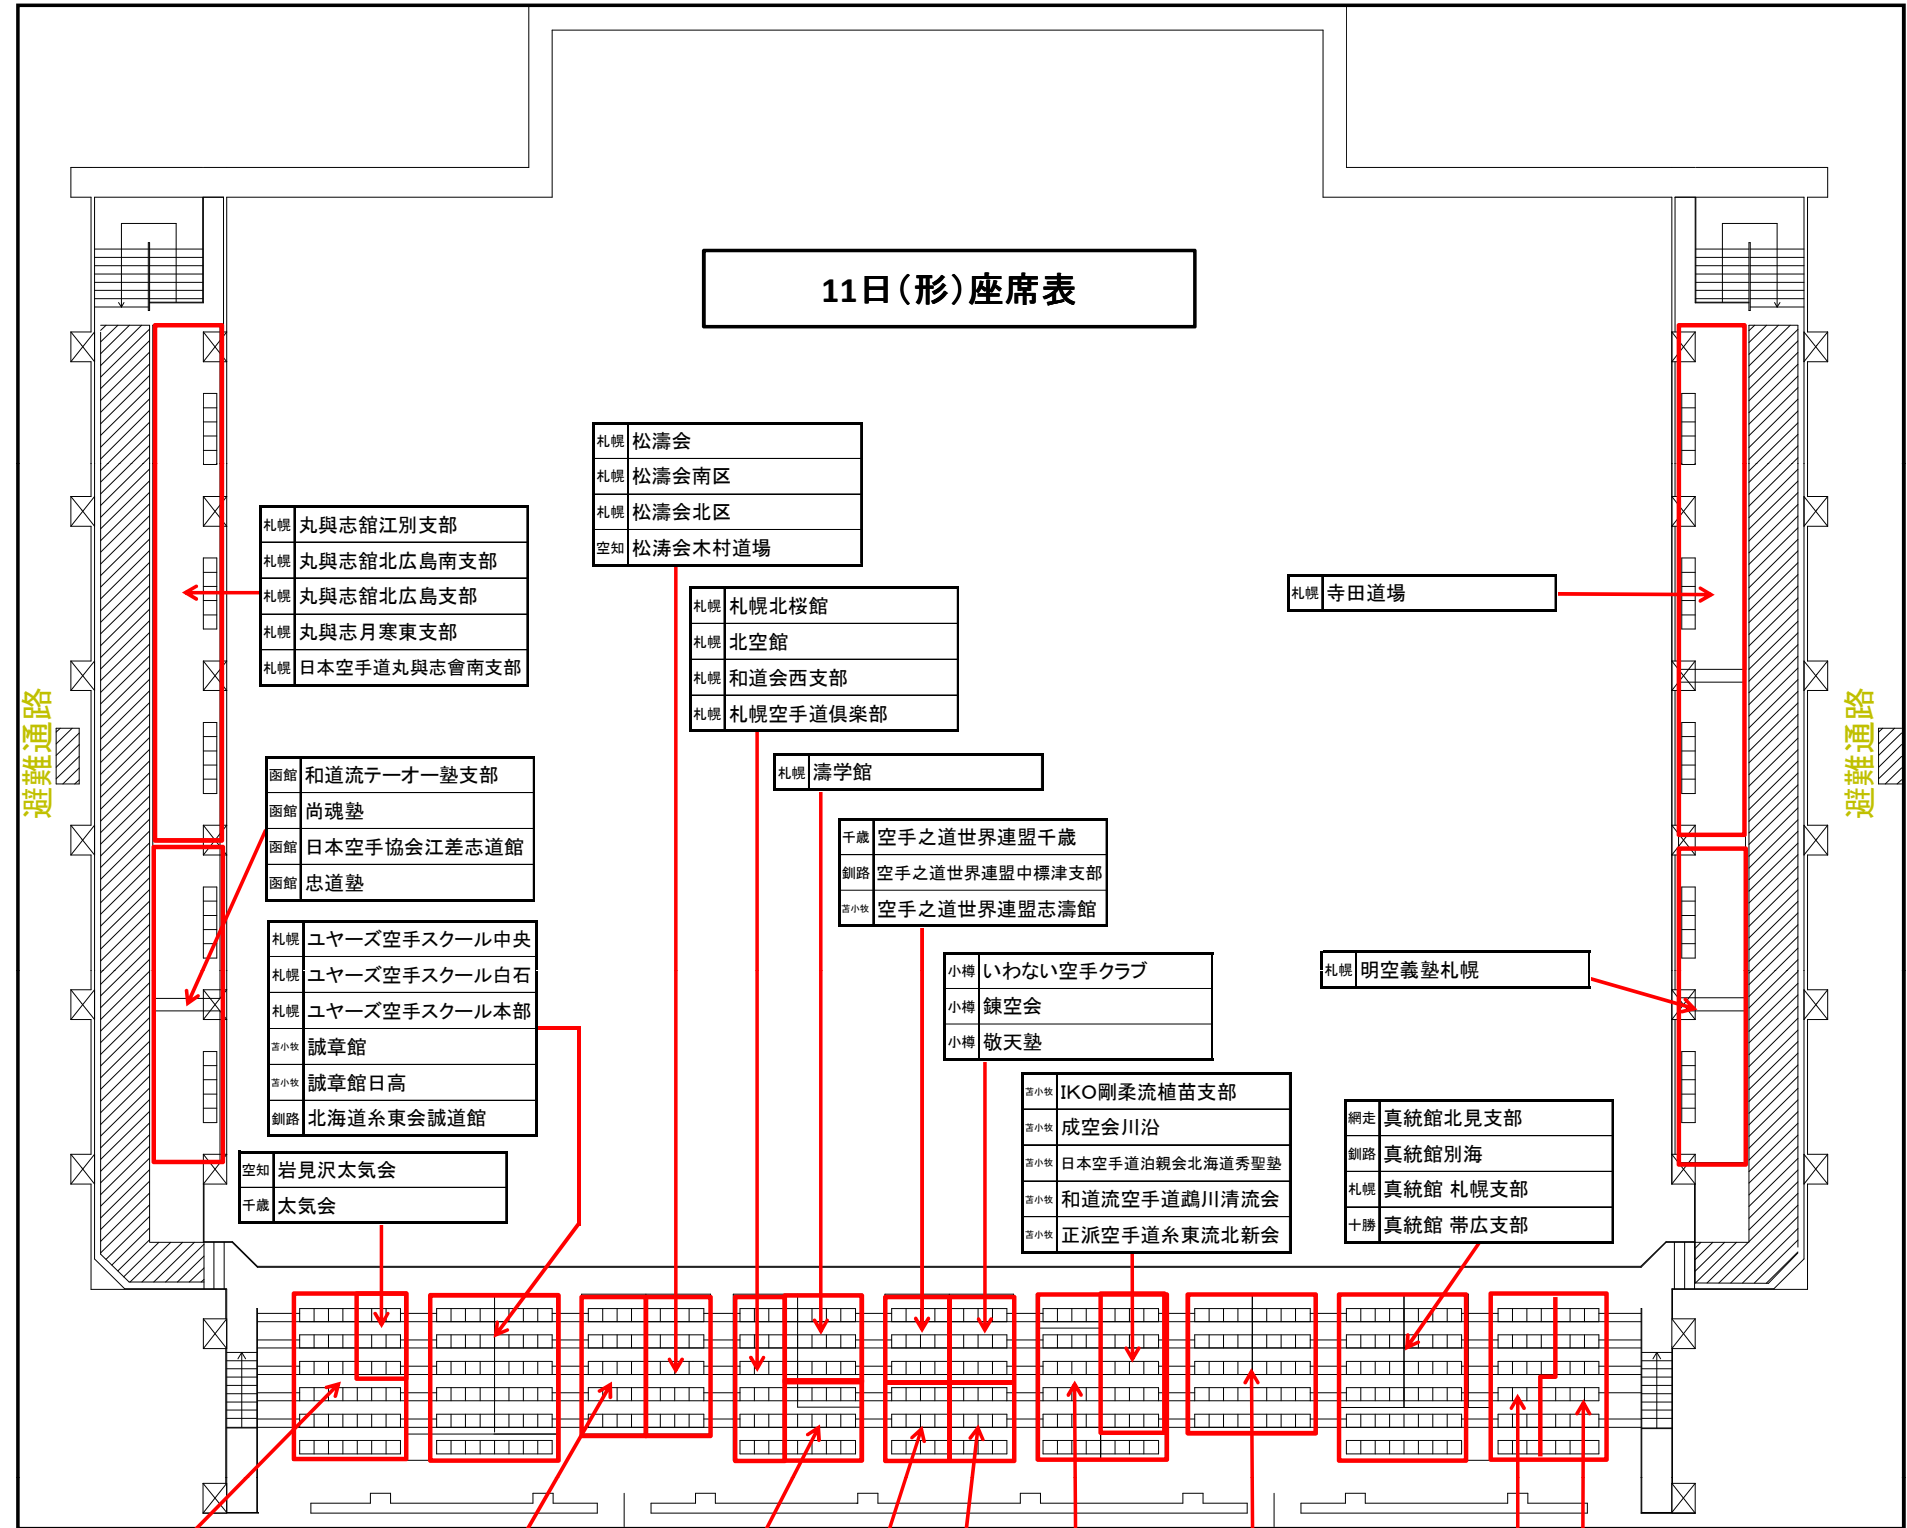 11日（形）座席表
札幌 松濤会
札幌 松濤会南区
札幌 松濤会北区
空知 松涛会木村道場
札幌 丸與志舘江別支部
札幌 丸與志舘北広島南支部
札幌 丸與志舘北広島支部
札幌 丸與志月寒東支部
札幌 日本空手道丸與志會南支部
札幌 札幌北桜館
札幌 北空館
札幌 和道会西支部
札幌 札幌空手道倶楽部
札幌 寺田道場
避難通路
避難通路
函館 和道流テーオー塾支部
函館 尚魂塾
函館 日本空手協会江差志道館
函館 忠道塾
札幌 濤学館
千歳 空手之道世界連盟千歳
釧路 空手之道世界連盟中標津支部
苫小牧 空手之道世界連盟志濤館
札幌 ユヤーズ空手スクール中央
札幌 ユヤーズ空手スクール白石
札幌 ユヤーズ空手スクール本部
苫小牧 誠章館
苫小牧 誠章館日高
釧路 北海道糸東会誠道館
小樽 いわない空手クラブ
小樽 錬空会
小樽 敬天塾
札幌 明空義塾札幌
苫小牧 IKO剛柔流植苗支部
苫小牧 成空会川沿
苫小牧 日本空手道泊親会北海道秀聖塾
苫小牧 和道流空手道鵡川清流会
苫小牧 正派空手道糸東流北新会
網走 真統館北見支部
釧路 真統館別海
札幌 真統館 札幌支部
十勝 真統館 帯広支部
空知 岩見沢太気会
千歳 太気会